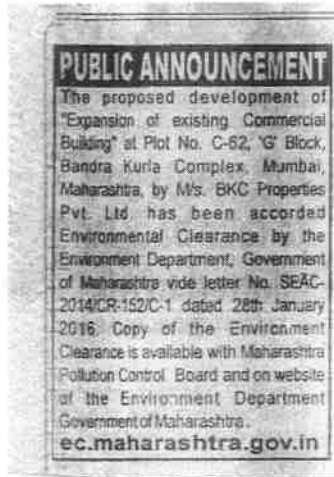 PUBLIC ANNOUNCEMENT
The proposed development of
"Expansion of existing Commercial
Building" at Plot No. C-62, 'G' Block,
Bandra Kurla Complex, Mumbai,
Maharashtra, by M/s. BKC Properties
Pvt. Ltd has been accorded
Environmental Clearance by the
Environment Department, Government
of Maharashtra vide letter No. SEAC-
2014/CR-152/C-1 dated 28th January
2016. Copy of the Environment
Clearance is available with Maharashtra
Pollution Control Board and on website
of the Environment Department
Government of Maharashtra.
ec.maharashtra.gov.in